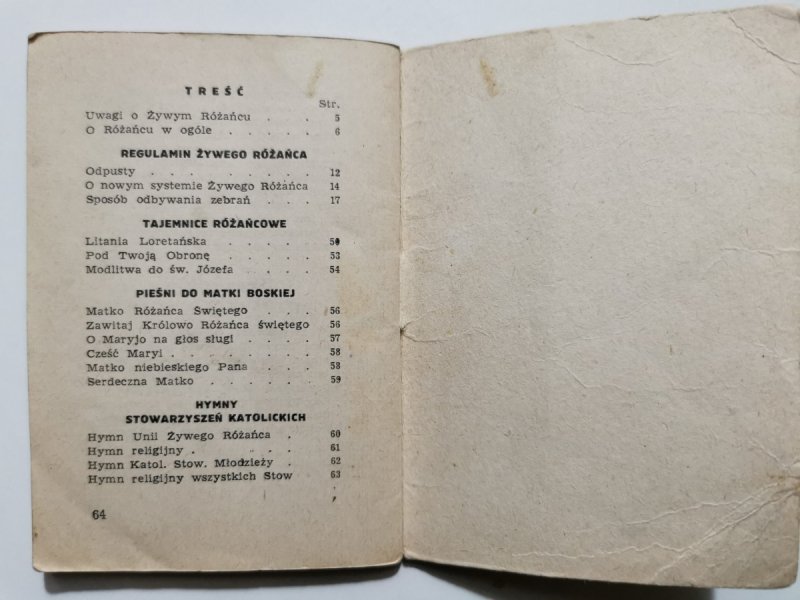 TREŚĆ
Str.
Uwagi o Żywym Różańcu . . 5
O Różańcu w ogóle . . . . . 6
REGULAMIN ŻYWEGO RÓŻAŃCA
Odpusty . . . . . . . . . 12
O nowym systemie Żywego Różańca 14
Sposób odbywania zebrań . . . 17
TAJEMNICE RÓŻAŃCOWE
Litania Loretańska . . . . . 50
Pod Twoją Obronę . . . . . 53
Modlitwa do św. Józefa . . . . 54
PIEŚNI DO MATKI BOSKIEJ
Matko Różańca Świętego . . . . 56
Zawitaj Królowo Różańca świętego 56
O Maryjo na głos sługi . . . . 57
Cześć Maryi . . . . . . . 58
Matko niebieskiego Pana . . . . 58
Serdeczna Matko . . . . . . 59
HYMNY
STOWARZYSZEŃ KATOLICKICH
Hymn Unii Żywego Różańca . 60
Hymn religijny . . . . . . 61
Hymn Katol. Stow. Młodzieży . 62
Hymn religijny wszystkich Stow 63
64